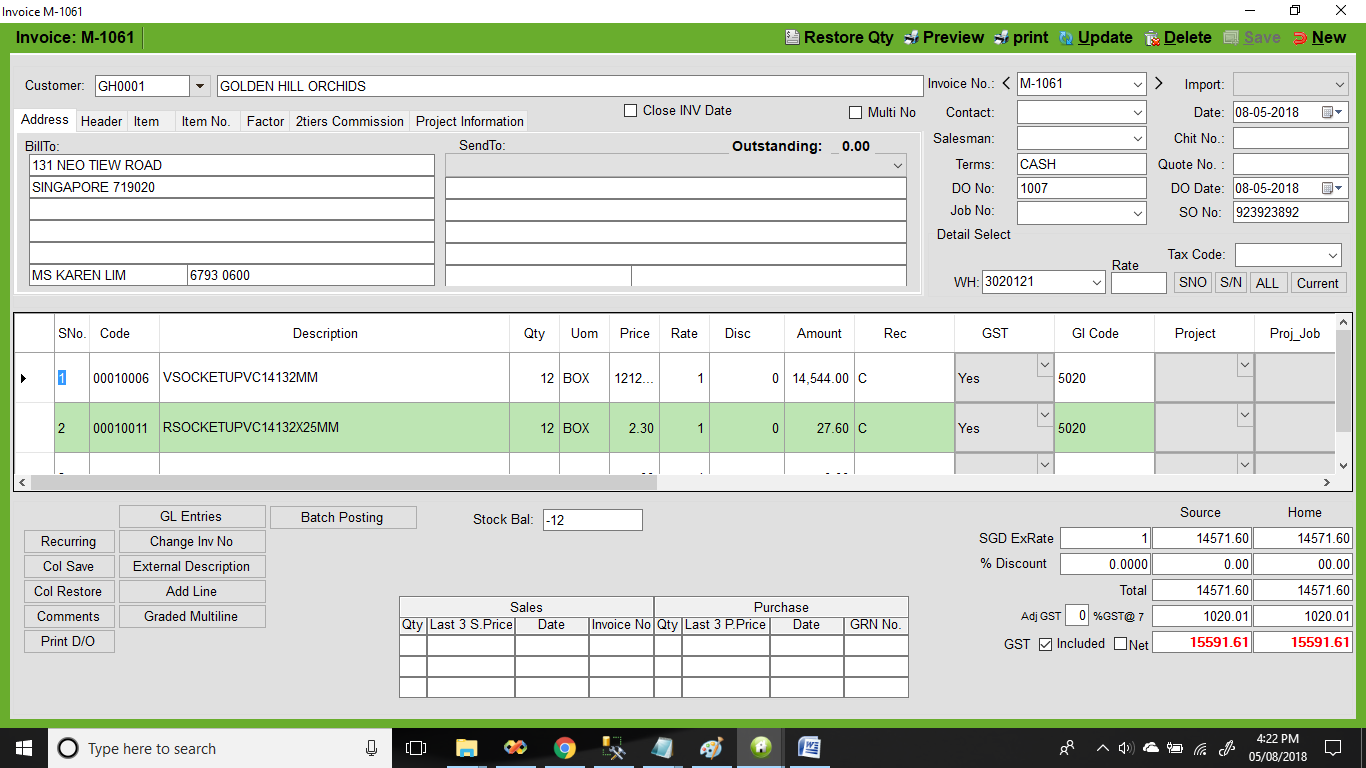 Invoice M-1061
Invoice: M-1061 Restore Qty Preview print Update Delete Save New
Customer: GH0001 GOLDEN HILL ORCHIDS Invoice No.: < M-1061 > Import:
Close INV Date Multi No Contact: Date: 08-05-2018
Address Header Item Item No. Factor 2tiers Commission Project Information
Salesman: Chit No.:
BillTo: SendTo: Outstanding: 0.00
131 NEO TIEW ROAD Terms: CASH Quote No. :
SINGAPORE 719020 DO No: 1007 DO Date: 08-05-2018
Job No: SO No: 923923892
Detail Select
Tax Code:
MS KAREN LIM 6793 0600
Rate
WH: 3020121 SNO S/N ALL Current
SNo. Code Description Qty Uom Price Rate Disc Amount Rec GST Gl Code Project Proj_Job
1 00010006 VSOCKETUPVC14132MM 12 BOX 1212... 1 0 14,544.00 C Yes 5020
2 00010011 RSOCKETUPVC14132X25MM 12 BOX 2.30 1 0 27.60 C Yes 5020
GL Entries Batch Posting Stock Bal: -12 Source Home
Recurring Change Inv No SGD ExRate 1 14571.60 14571.60
Col Save External Description % Discount 0.0000 0.00 00.00
Col Restore Add Line Total 14571.60 14571.60
Comments Graded Multiline Adj GST 0 %GST@ 7 1020.01 1020.01
Print D/O GST Included Net 15591.61 15591.61
Sales Purchase
Qty Last 3 S.Price Date Invoice No Qty Last 3 P.Price Date GRN No.
Type here to search
4:22 PM
05/08/2018